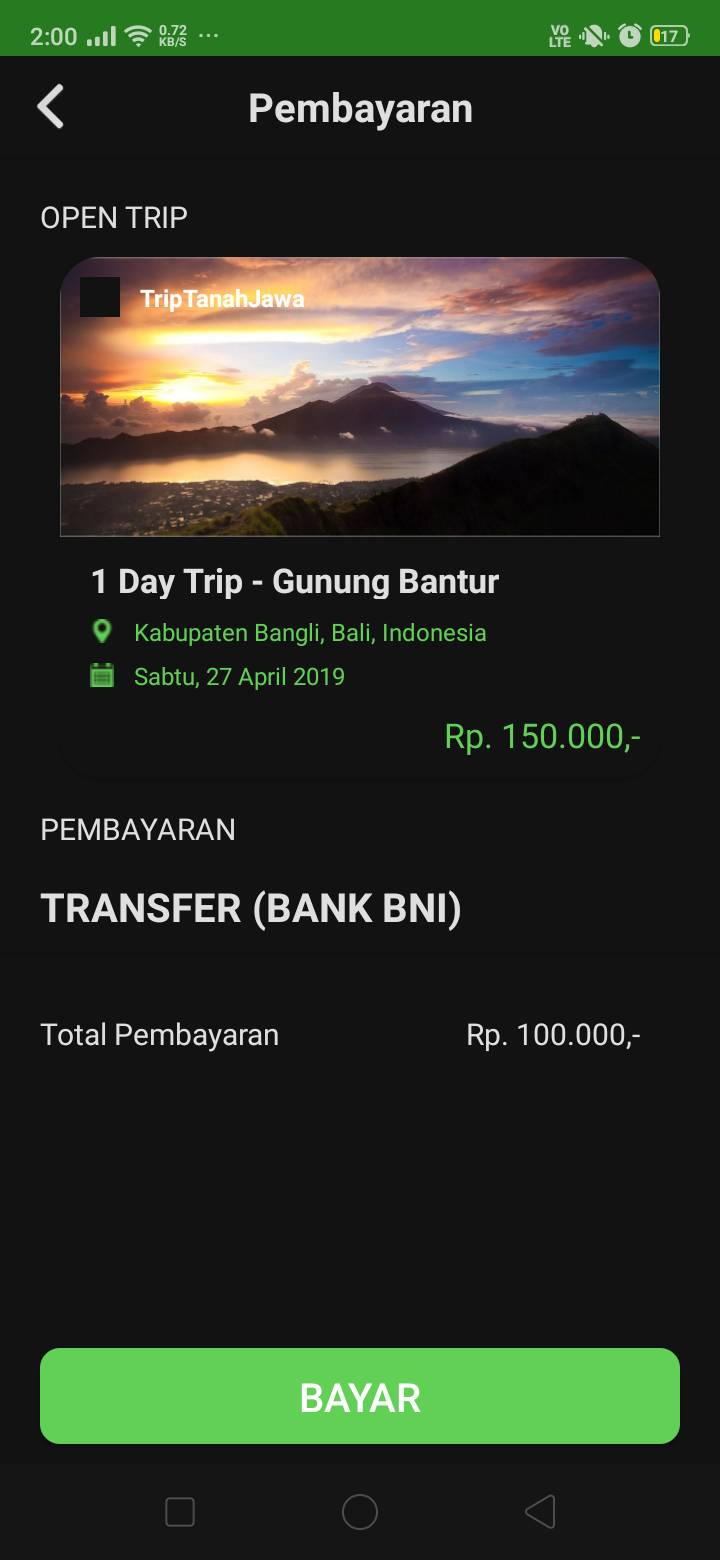 2:00 0.72 KB/S ... VO LTE 17
Pembayaran
OPEN TRIP
TripTanahJawa
1 Day Trip - Gunung Bantur
Kabupaten Bangli, Bali, Indonesia
Sabtu, 27 April 2019
Rp. 150.000,-
PEMBAYARAN
TRANSFER (BANK BNI)
Total Pembayaran Rp. 100.000,-
BAYAR